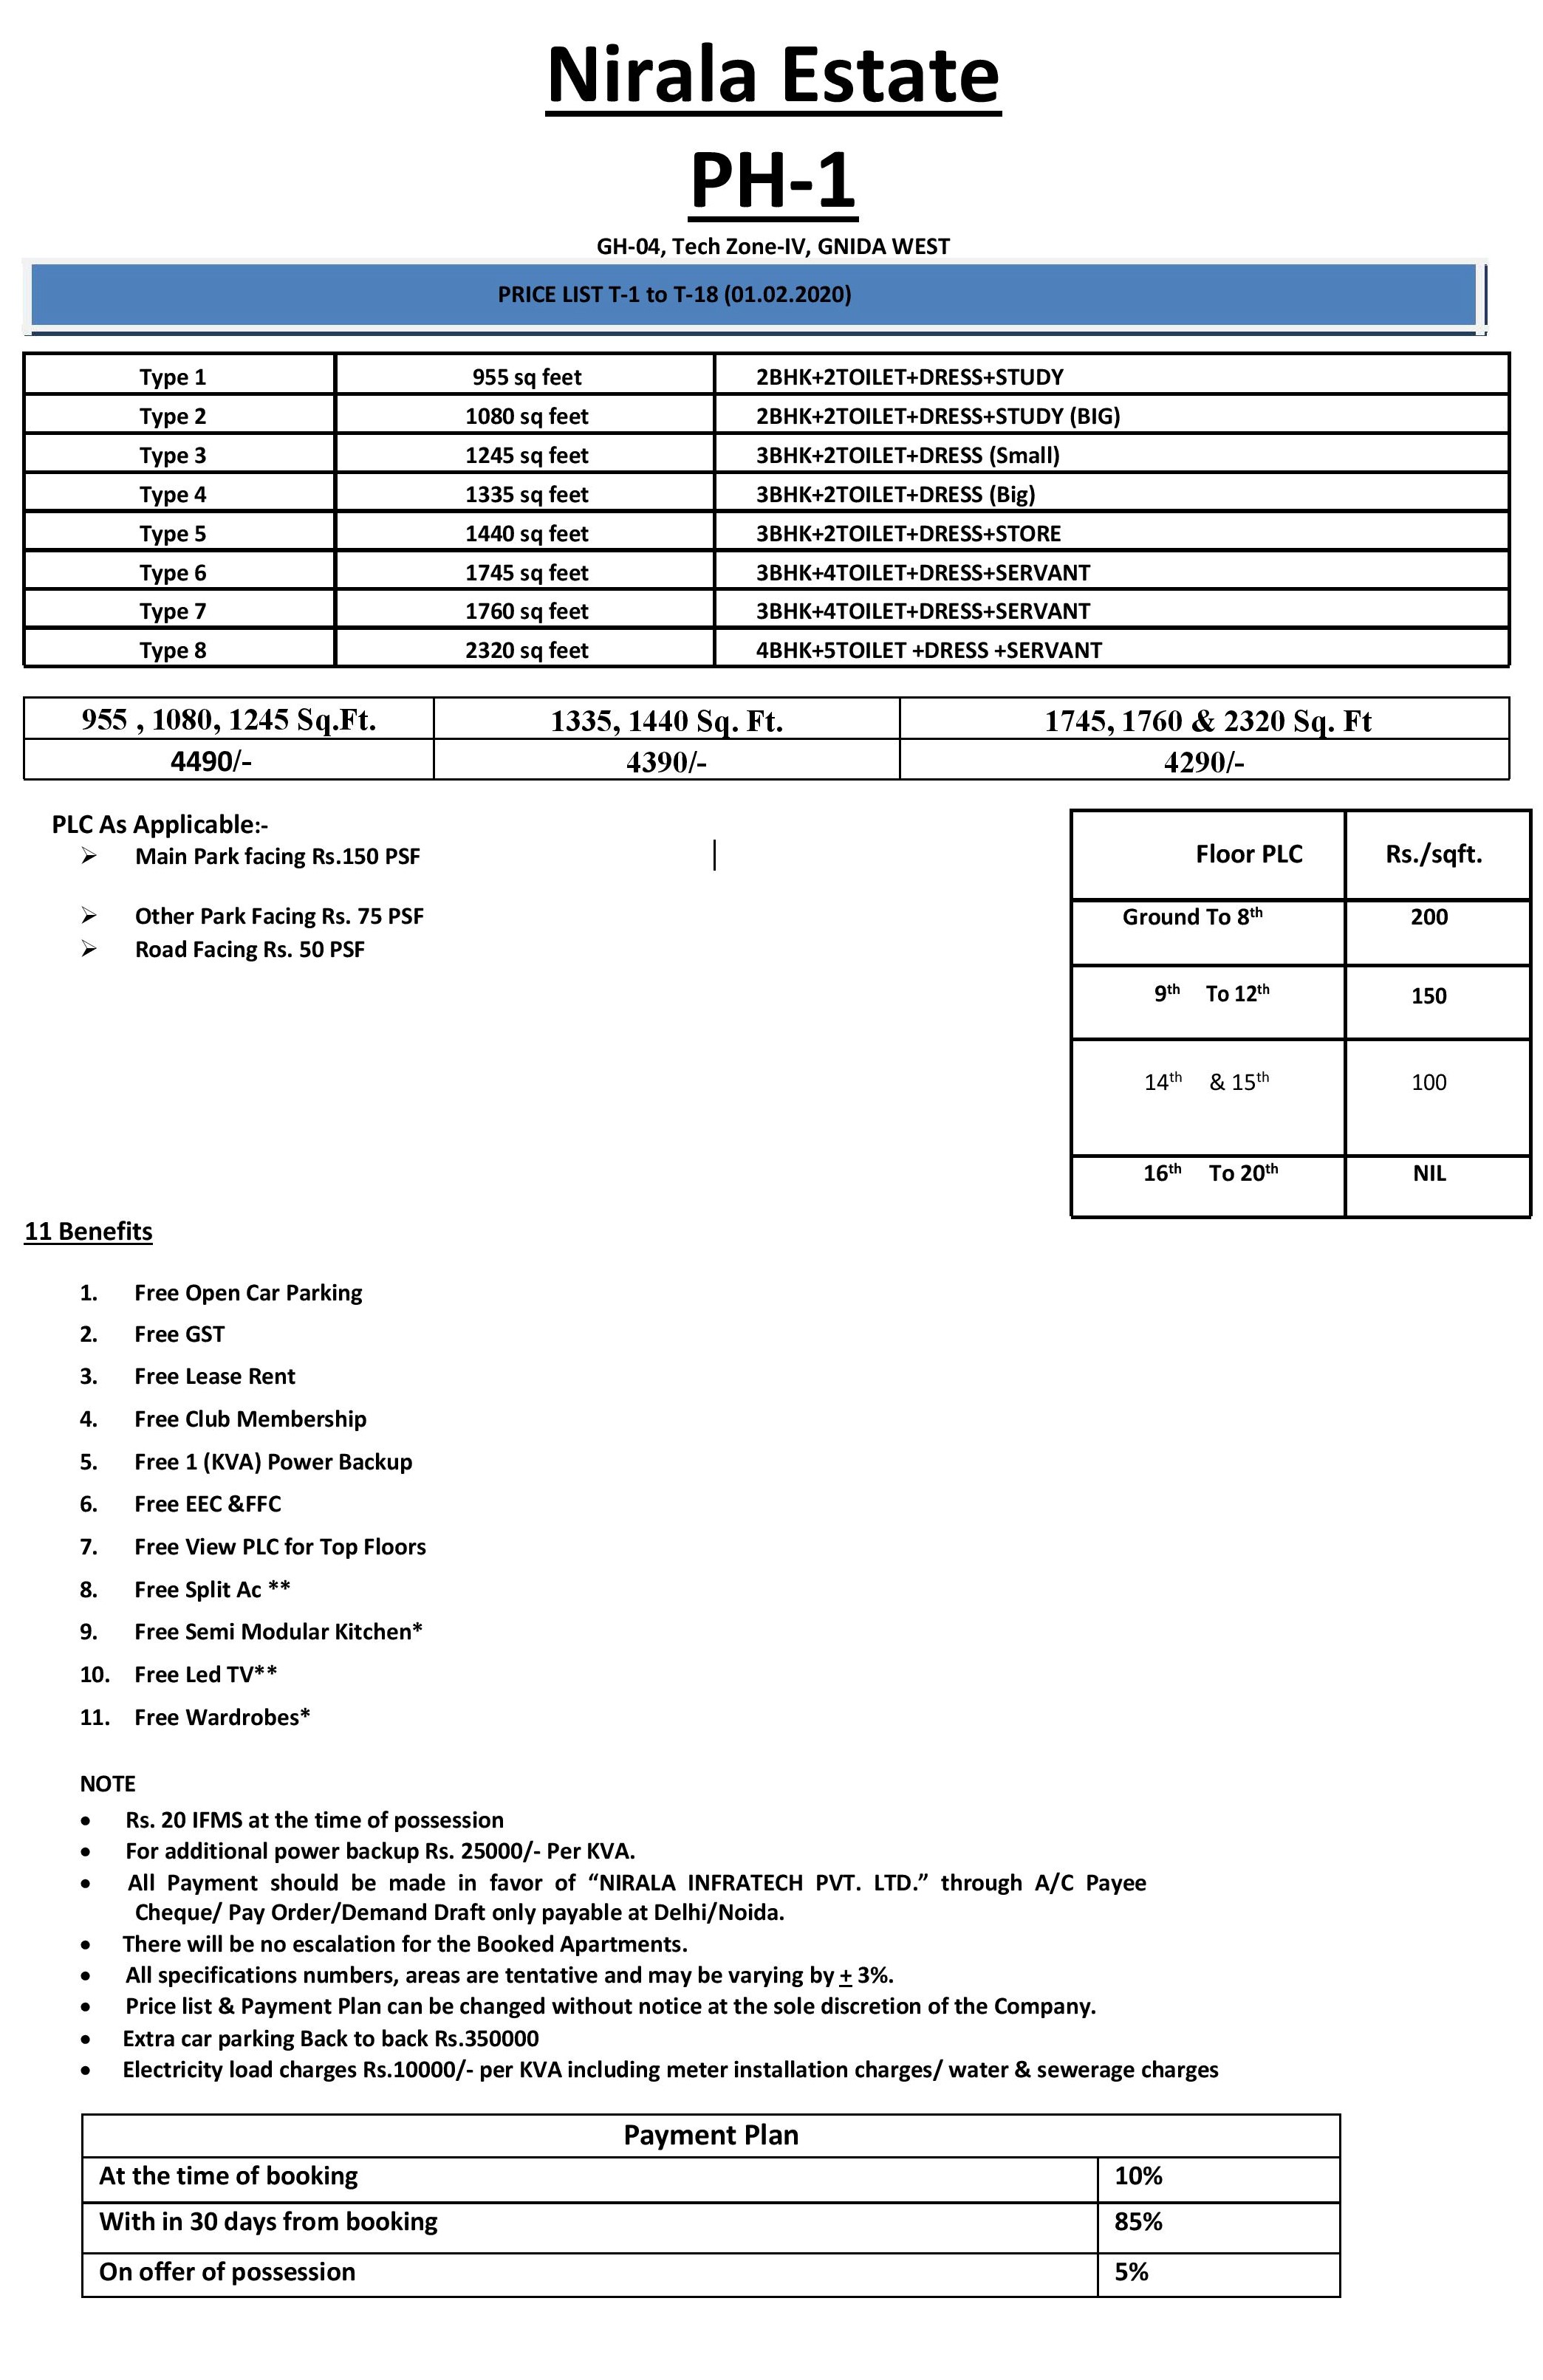 Nirala Estate
PH-1
GH-04, Tech Zone-IV, GNIDA WEST
PRICE LIST T-1 to T-18 (01.02.2020)
Type 1 955 sq feet 2BHK+2TOILET+DRESS+STUDY
Type 2 1080 sq feet 2BHK+2TOILET+DRESS+STUDY (BIG)
Type 3 1245 sq feet 3BHK+2TOILET+DRESS (Small)
Type 4 1335 sq feet 3BHK+2TOILET+DRESS (Big)
Type 5 1440 sq feet 3BHK+2TOILET+DRESS+STORE
Type 6 1745 sq feet 3BHK+4TOILET+DRESS+SERVANT
Type 7 1760 sq feet 3BHK+4TOILET+DRESS+SERVANT
Type 8 2320 sq feet 4BHK+5TOILET +DRESS +SERVANT
955 , 1080, 1245 Sq.Ft. 1335, 1440 Sq. Ft. 1745, 1760 & 2320 Sq. Ft
4490/- 4390/- 4290/-
PLC As Applicable:-
➢ Main Park facing Rs.150 PSF
➢ Other Park Facing Rs. 75 PSF
➢ Road Facing Rs. 50 PSF
Floor PLC Rs./sqft.
Ground To 8th 200
9th To 12th 150
14th & 15th 100
16th To 20th NIL
11 Benefits
1. Free Open Car Parking
2. Free GST
3. Free Lease Rent
4. Free Club Membership
5. Free 1 (KVA) Power Backup
6. Free EEC &FFC
7. Free View PLC for Top Floors
8. Free Split Ac **
9. Free Semi Modular Kitchen*
10. Free Led TV**
11. Free Wardrobes*
NOTE
• Rs. 20 IFMS at the time of possession
• For additional power backup Rs. 25000/- Per KVA.
• All Payment should be made in favor of “NIRALA INFRATECH PVT. LTD.” through A/C Payee
Cheque/ Pay Order/Demand Draft only payable at Delhi/Noida.
• There will be no escalation for the Booked Apartments.
• All specifications numbers, areas are tentative and may be varying by + 3%.
• Price list & Payment Plan can be changed without notice at the sole discretion of the Company.
• Extra car parking Back to back Rs.350000
• Electricity load charges Rs.10000/- per KVA including meter installation charges/ water & sewerage charges
Payment Plan
At the time of booking 10%
With in 30 days from booking 85%
On offer of possession 5%